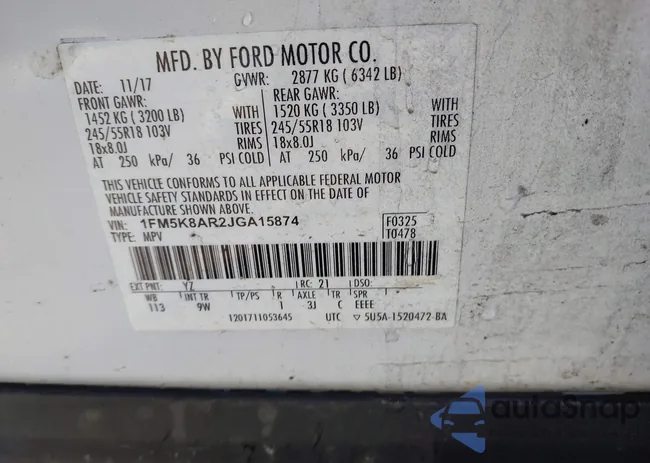 MFD. BY FORD MOTOR CO.
DATE: 11/17 GVWR: 2877 KG ( 6342 LB)
FRONT GAWR: REAR GAWR:
1452 KG ( 3200 LB) WITH 1520 KG ( 3350 LB) WITH
245/55R18 103V TIRES 245/55R18 103V TIRES
18x8.0J RIMS 18x8.0J RIMS
AT 250 kPa/ 36 PSI COLD AT 250 kPa/ 36 PSI COLD
THIS VEHICLE CONFORMS TO ALL APPLICABLE FEDERAL MOTOR
VEHICLE SAFETY STANDARDS IN EFFECT ON THE DATE OF
MANUFACTURE SHOWN ABOVE.
VIN: 1FM5K8AR2JGA15874 F0325
TYPE: MPV T0478
EXT PNT: YZ RC: 21 DSO:
WB INT TR TP/PS R AXLE TR SPR
113 9W 1 3J C EEEE
1201711053645 UTC ▽ 5U5A-1520472-BA
autoSnap